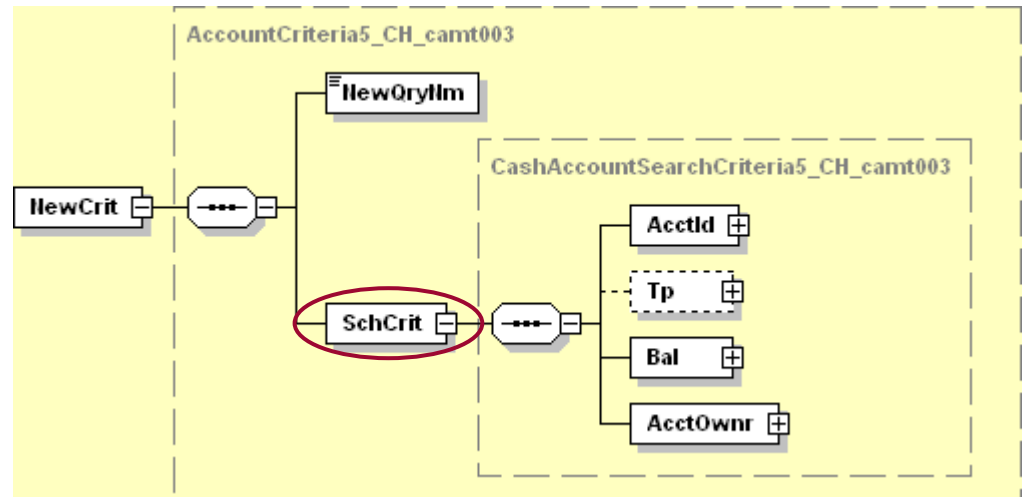 AccountCriteria5_CH_camt003
NewQryNm
CashAccountSearchCriteria5_CH_camt003
NewCrit
AcctId
Tp
SchCrit
Bal
AcctOwnr